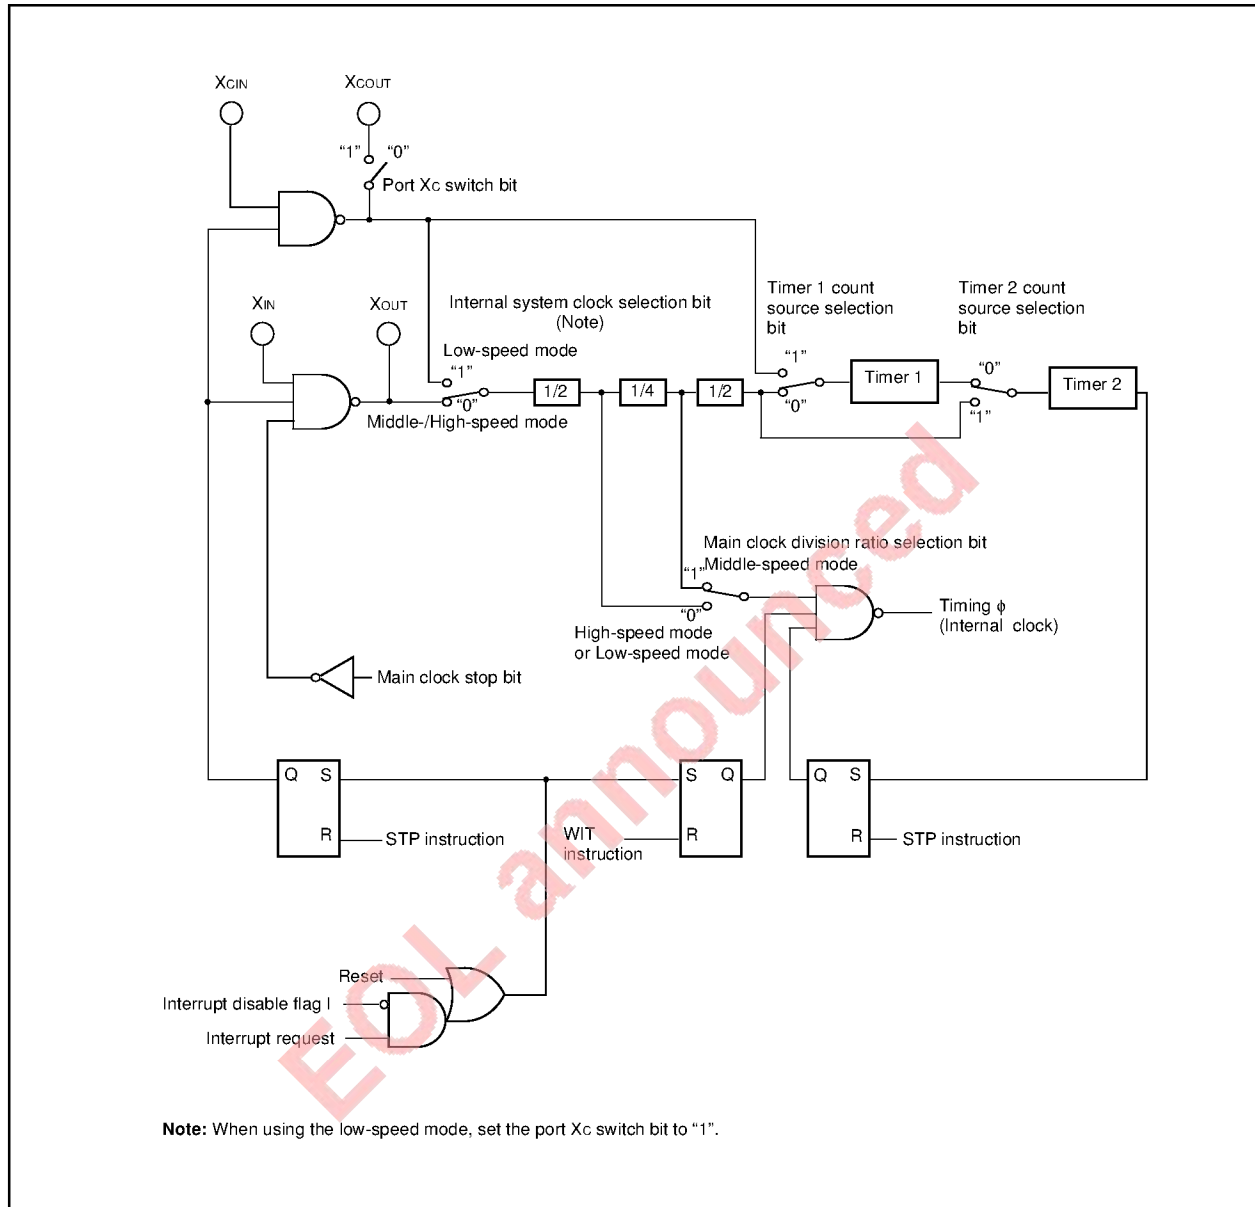 XCIN
XCOUT
“1” “0”
Port XC switch bit
XIN
XOUT
Internal system clock selection bit
(Note)
Low-speed mode
“1”
“0”
Middle-/High-speed mode
1/2
1/4
1/2
Timer 1 count
source selection
bit
“1”
“0”
Timer 1
Timer 2 count
source selection
bit
“0”
“1”
Timer 2
Main clock division ratio selection bit
Middle-speed mode
“1”
“0”
High-speed mode
or Low-speed mode
Timing ϕ
(Internal clock)
Main clock stop bit
Q S
R
STP instruction
S Q
R
WIT
instruction
Q S
R
STP instruction
Reset
Interrupt disable flag I
Interrupt request
EOL announced
Note: When using the low-speed mode, set the port XC switch bit to “1”.